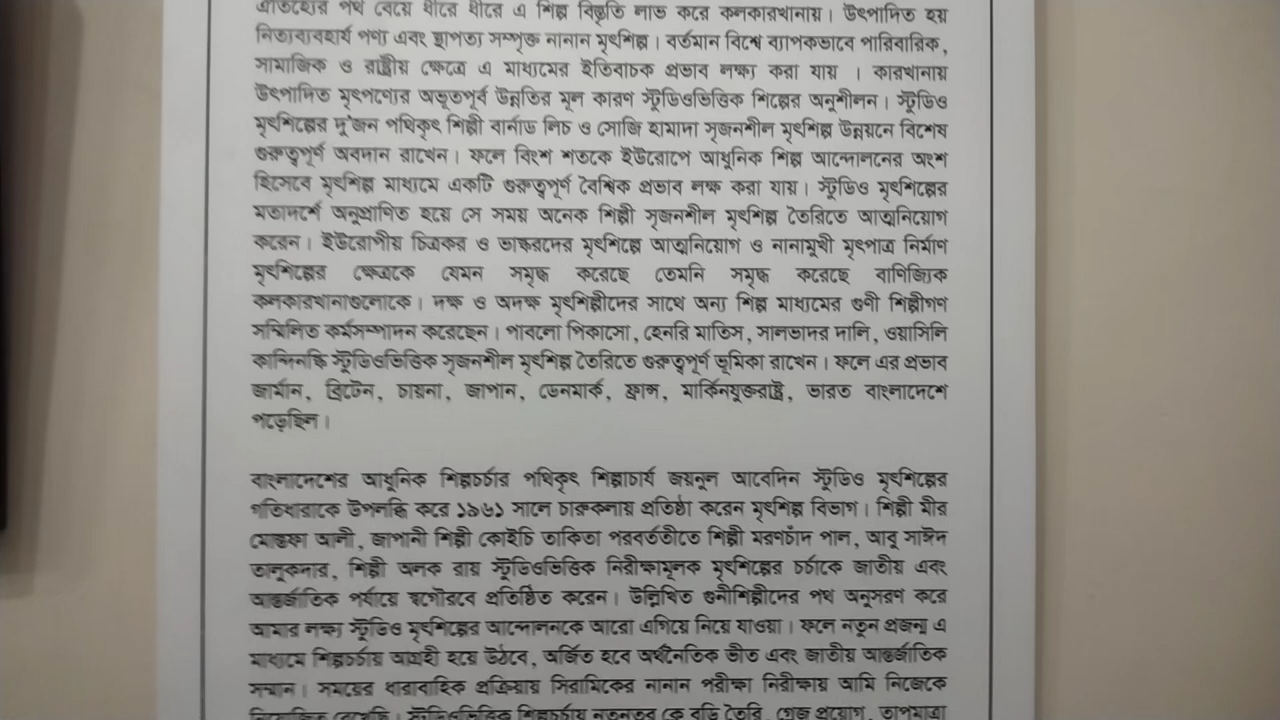 ঐতিহ্যের পথ বেয়ে ধীরে ধীরে এ শিল্প বিস্তৃতি লাভ করে কলকারখানায়। উৎপাদিত হয়
নিত্যব্যবহার্য পণ্য এবং স্থাপত্য সম্পৃক্ত নানান মৃৎশিল্প। বর্তমান বিশ্বে ব্যাপকভাবে পারিবারিক,
সামাজিক ও রাষ্ট্রীয় ক্ষেত্রে এ মাধ্যমের ইতিবাচক প্রভাব লক্ষ্য করা যায় । কারখানায়
উৎপাদিত মৃৎপণ্যের অভূতপূর্ব উন্নতির মূল কারণ স্টুডিওভিত্তিক শিল্পের অনুশীলন। স্টুডিও
মৃৎশিল্পের দু'জন পথিকৃৎ শিল্পী বার্নাড লিচ ও সোজি হামাদা সৃজনশীল মৃৎশিল্প উন্নয়নে বিশেষ
গুরুত্বপূর্ণ অবদান রাখেন। ফলে বিংশ শতকে ইউরোপে আধুনিক শিল্প আন্দোলনের অংশ
হিসেবে মৃৎশিল্প মাধ্যমে একটি গুরুত্বপূর্ণ বৈশ্বিক প্রভাব লক্ষ করা যায়। স্টুডিও মৃৎশিল্পের
মতাদর্শে অনুপ্রাণিত হয়ে সে সময় অনেক শিল্পী সৃজনশীল মৃৎশিল্প তৈরিতে আত্মনিয়োগ
করেন। ইউরোপীয় চিত্রকর ও ভাস্করদের মৃৎশিল্পে আত্মনিয়োগ ও নানামুখী মৃৎপাত্র নির্মাণ
মৃৎশিল্পের ক্ষেত্রকে যেমন সমৃদ্ধ করেছে তেমনি সমৃদ্ধ করেছে বাণিজ্যিক
কলকারখানাগুলোকে। দক্ষ ও অদক্ষ মৃৎশিল্পীদের সাথে অন্য শিল্প মাধ্যমের গুণী শিল্পীগণ
সম্মিলিত কর্মসম্পাদন করেছেন। পাবলো পিকাসো, হেনরি মাতিস, সালভাদর দালি, ওয়াসিলি
কান্দিনস্কি স্টুডিওভিত্তিক সৃজনশীল মৃৎশিল্প তৈরিতে গুরুত্বপূর্ণ ভূমিকা রাখেন। ফলে এর প্রভাব
জার্মান, ব্রিটেন, চায়না, জাপান, ডেনমার্ক, ফ্রান্স, মার্কিনযুক্তরাষ্ট্র, ভারত বাংলাদেশে
পড়েছিল।
বাংলাদেশের আধুনিক শিল্পচর্চার পথিকৃৎ শিল্পাচার্য জয়নুল আবেদিন স্টুডিও মৃৎশিল্পের
গতিধারাকে উপলব্ধি করে ১৯৬১ সালে চারুকলায় প্রতিষ্ঠা করেন মৃৎশিল্প বিভাগ। শিল্পী মীর
মোস্তফা আলী, জাপানী শিল্পী কোইচি তাকিতা পরবর্ততীতে শিল্পী মরণচাঁদ পাল, আবু সাঈদ
তালুকদার, শিল্পী অলক রায় স্টুডিওভিত্তিক নিরীক্ষামূলক মৃৎশিল্পের চর্চাকে জাতীয় এবং
আন্তর্জাতিক পর্যায়ে স্বগৌরবে প্রতিষ্ঠিত করেন। উল্লিখিত গুনীশিল্পীদের পথ অনুসরণ করে
আমার লক্ষ্য স্টুডিও মৃৎশিল্পের আন্দোলনকে আরো এগিয়ে নিয়ে যাওয়া। ফলে নতুন প্রজন্ম এ
মাধ্যমে শিল্পচর্চায় আগ্রহী হয়ে উঠবে, অর্জিত হবে অর্থনৈতিক ভীত এবং জাতীয় আন্তর্জাতিক
সম্মান। সময়ের ধারাবাহিক প্রক্রিয়ায় সিরামিকের নানান পরীক্ষা নিরীক্ষায় আমি নিজেকে
নিয়োজিত রেখেছি। স্টুডিওভিত্তিক শিল্পচর্চায় নতুনতর ক্লে বডি তৈরি, গ্লেজ প্রয়োগ, তাপমাত্রা